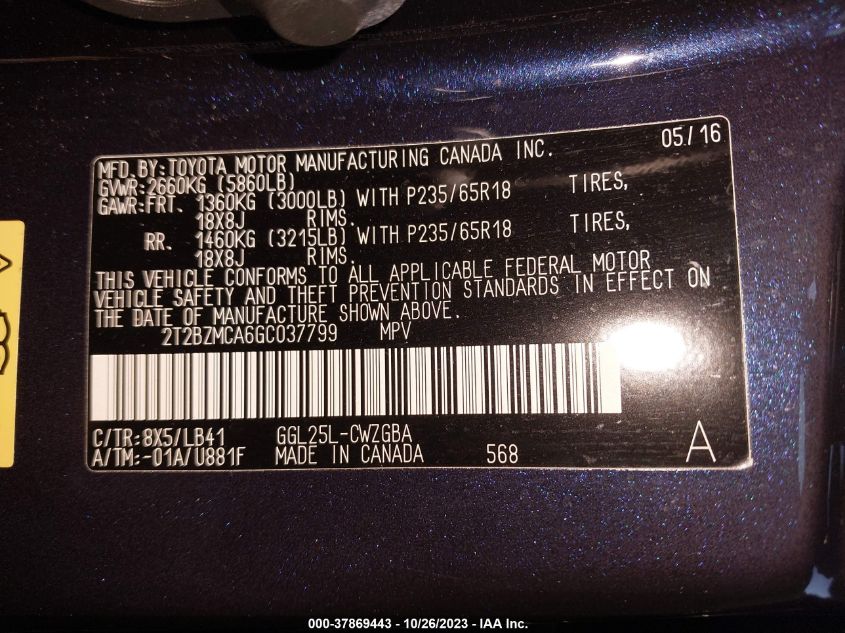 05/16
MFD. BY: TOYOTA MOTOR MANUFACTURING CANADA INC.
GVWR: 2660KG (5860LB)
GAWR: FRT. 1360KG (3000LB) WITH P235/65R18 TIRES,
18X8J RIMS.
RR. 1460KG (3215LB) WITH P235/65R18 TIRES,
18X8J RIMS.
THIS VEHICLE CONFORMS TO ALL APPLICABLE FEDERAL MOTOR
VEHICLE SAFETY AND THEFT PREVENTION STANDARDS IN EFFECT ON
THE DATE OF MANUFACTURE SHOWN ABOVE.
2T2BZMCA6GC037799 MPV
C/TR: 8X5/LB41 GGL25L-CWZGBA
A/TM: -01A/U881F MADE IN CANADA 568 A
000-37869443 - 10/26/2023 - IAA Inc.